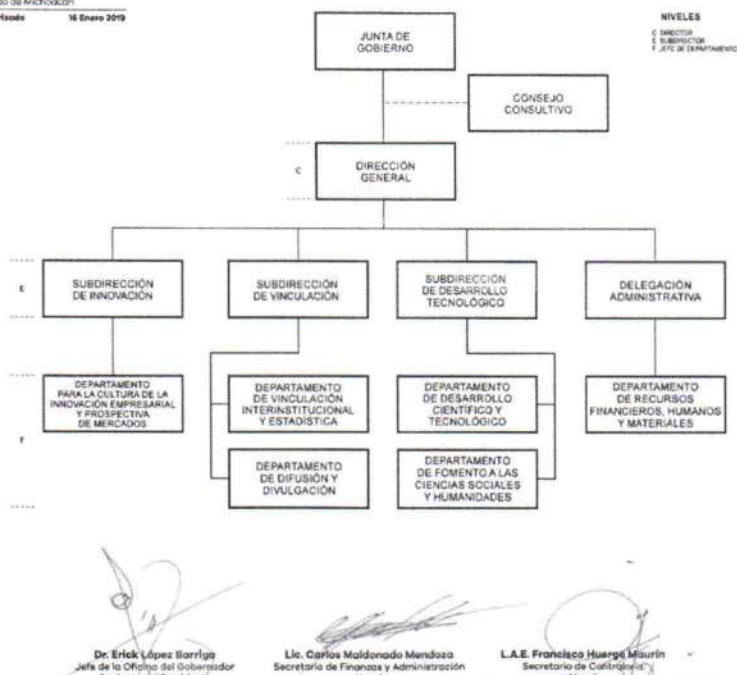 16 Enero 2019
NIVELES
C DIRECTOR
E SUBDIRECTOR
F JEFE DE DEPARTAMENTO
JUNTA DE
GOBIERNO
CONSEJO
CONSULTIVO
C
DIRECCIÓN
GENERAL
E
SUBDIRECCIÓN
DE INNOVACIÓN
SUBDIRECCIÓN
DE VINCULACIÓN
SUBDIRECCIÓN
DE DESARROLLO
TECNOLÓGICO
DELEGACIÓN
ADMINISTRATIVA
F
DEPARTAMENTO
PARA LA CULTURA DE LA
INNOVACIÓN EMPRESARIAL
Y PROSPECTIVA
DE MERCADOS
DEPARTAMENTO
DE VINCULACIÓN
INTERINSTITUCIONAL
Y ESTADÍSTICA
DEPARTAMENTO
DE DESARROLLO
CIENTÍFICO Y
TECNOLÓGICO
DEPARTAMENTO
DE RECURSOS
FINANCIEROS, HUMANOS
Y MATERIALES
DEPARTAMENTO
DE DIFUSIÓN Y
DIVULGACIÓN
DEPARTAMENTO
DE FOMENTO A LAS
CIENCIAS SOCIALES
Y HUMANIDADES
Dr. Erick López Barriga
Jefe de la Oficina del Gobernador
Lic. Carlos Maldonado Mendoza
Secretario de Finanzas y Administración
L.A.E. Francisco Huergo Maurín
Secretario de Contraloría